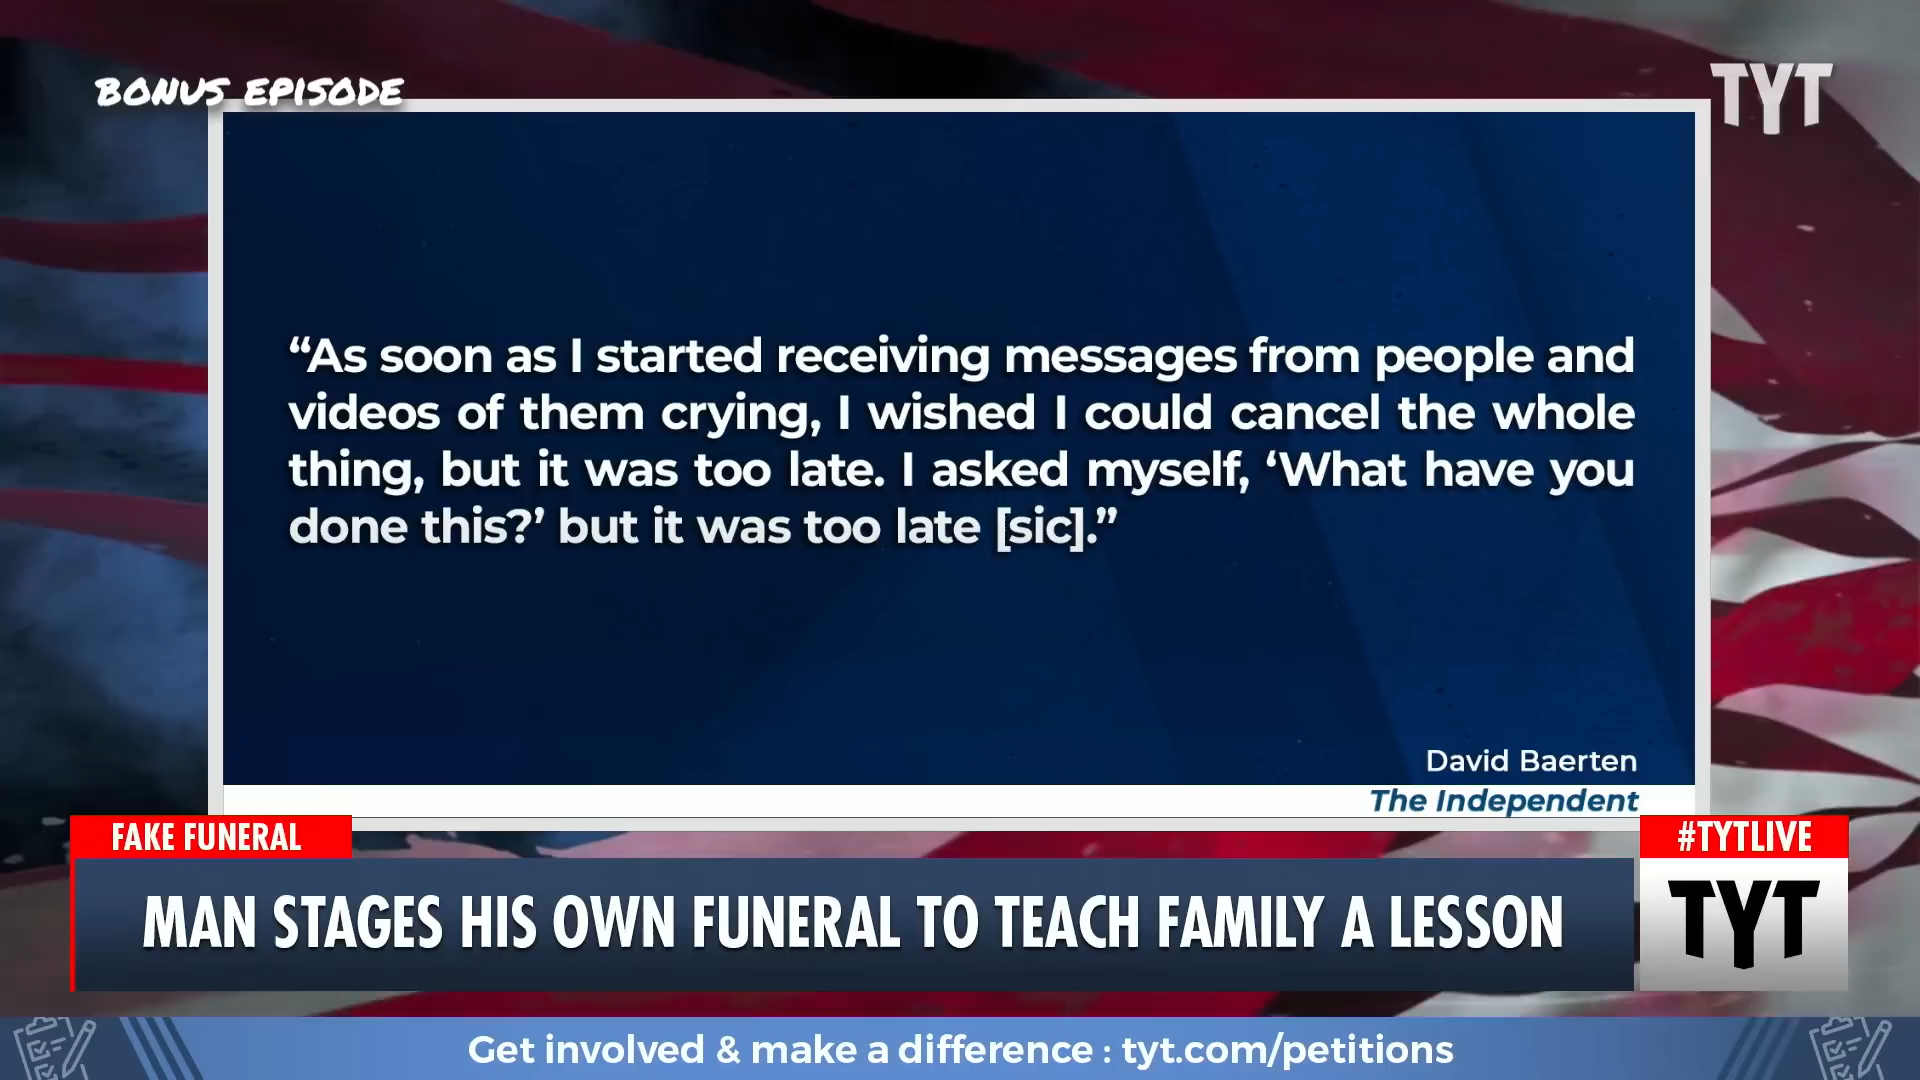 BONUS EPISODE
TYT
“As soon as I started receiving messages from people and
videos of them crying, I wished I could cancel the whole
thing, but it was too late. I asked myself, ‘What have you
done this?’ but it was too late [sic].”
David Baerten
The Independent
FAKE FUNERAL
#TYTLIVE
MAN STAGES HIS OWN FUNERAL TO TEACH FAMILY A LESSON
TYT
Get involved & make a difference : tyt.com/petitions